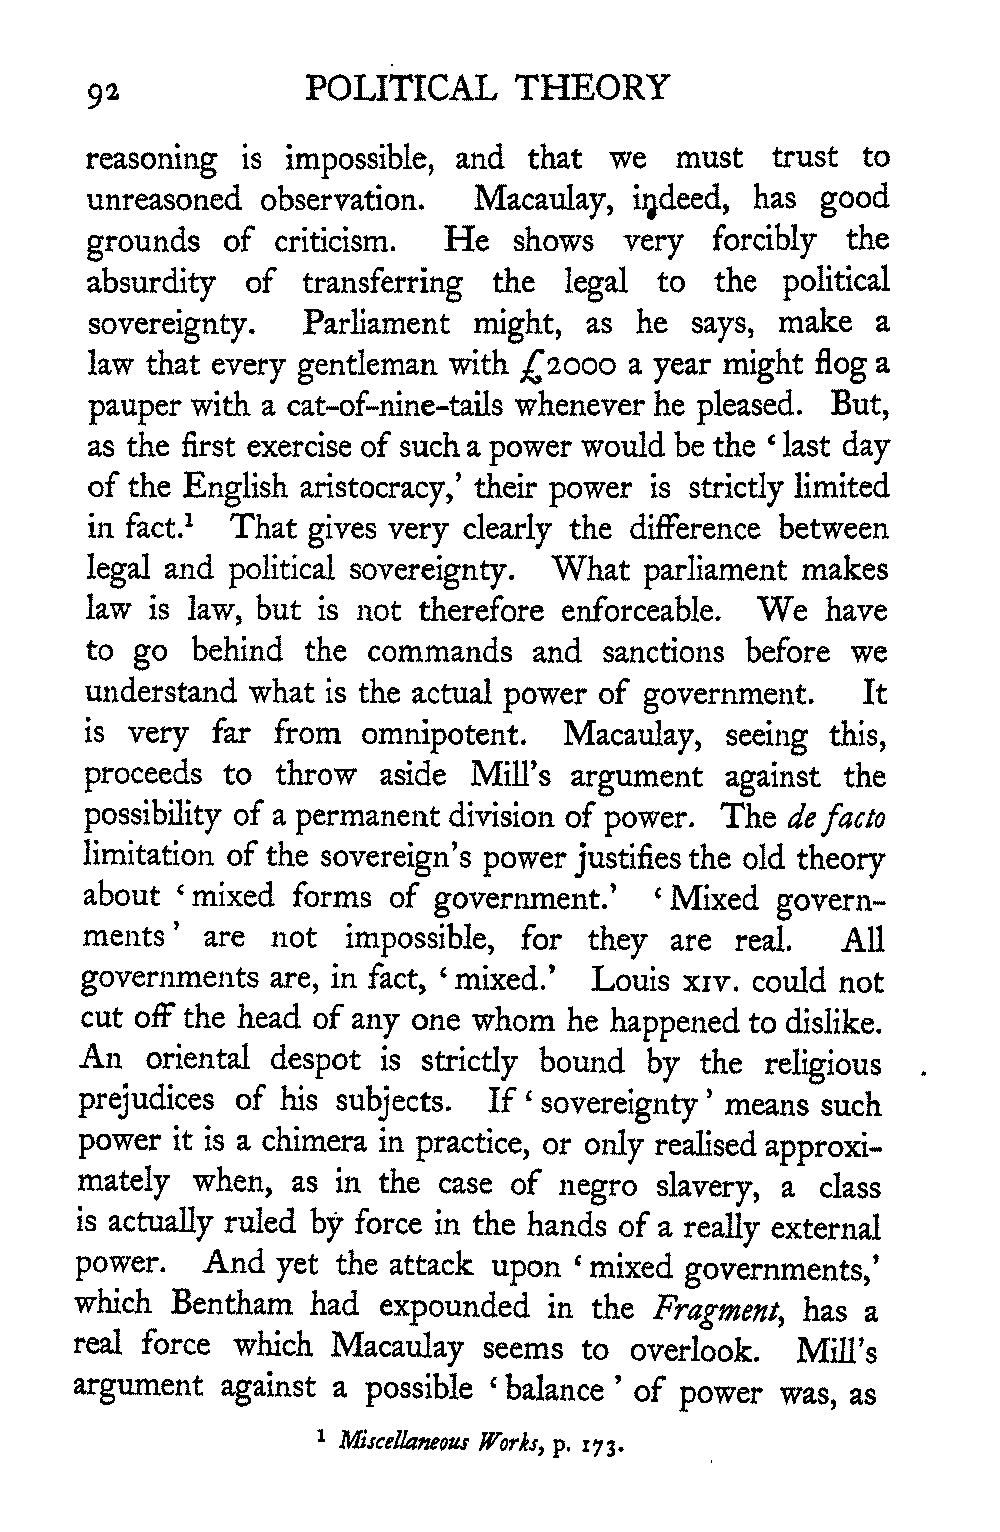 92 POLITICAL THEORY
reasoning is impossible, and that we must trust to
unreasoned observation. Macaulay, indeed, has good
grounds of criticism. He shows very forcibly the
absurdity of transferring the legal to the political
sovereignty. Parliament might, as he says, make a
law that every gentleman with £2000 a year might flog a
pauper with a cat-of-nine-tails whenever he pleased. But,
as the first exercise of such a power would be the ‘last day
of the English aristocracy,’ their power is strictly limited
in fact.¹ That gives very clearly the difference between
legal and political sovereignty. What parliament makes
law is law, but is not therefore enforceable. We have
to go behind the commands and sanctions before we
understand what is the actual power of government. It
is very far from omnipotent. Macaulay, seeing this,
proceeds to throw aside Mill’s argument against the
possibility of a permanent division of power. The de facto
limitation of the sovereign’s power justifies the old theory
about ‘mixed forms of government.’ ‘Mixed govern-
ments’ are not impossible, for they are real. All
governments are, in fact, ‘mixed.’ Louis XIV. could not
cut off the head of any one whom he happened to dislike.
An oriental despot is strictly bound by the religious
prejudices of his subjects. If ‘sovereignty’ means such
power it is a chimera in practice, or only realised approxi-
mately when, as in the case of negro slavery, a class
is actually ruled by force in the hands of a really external
power. And yet the attack upon ‘mixed governments,’
which Bentham had expounded in the Fragment, has a
real force which Macaulay seems to overlook. Mill’s
argument against a possible ‘balance’ of power was, as
¹ Miscellaneous Works, p. 173.